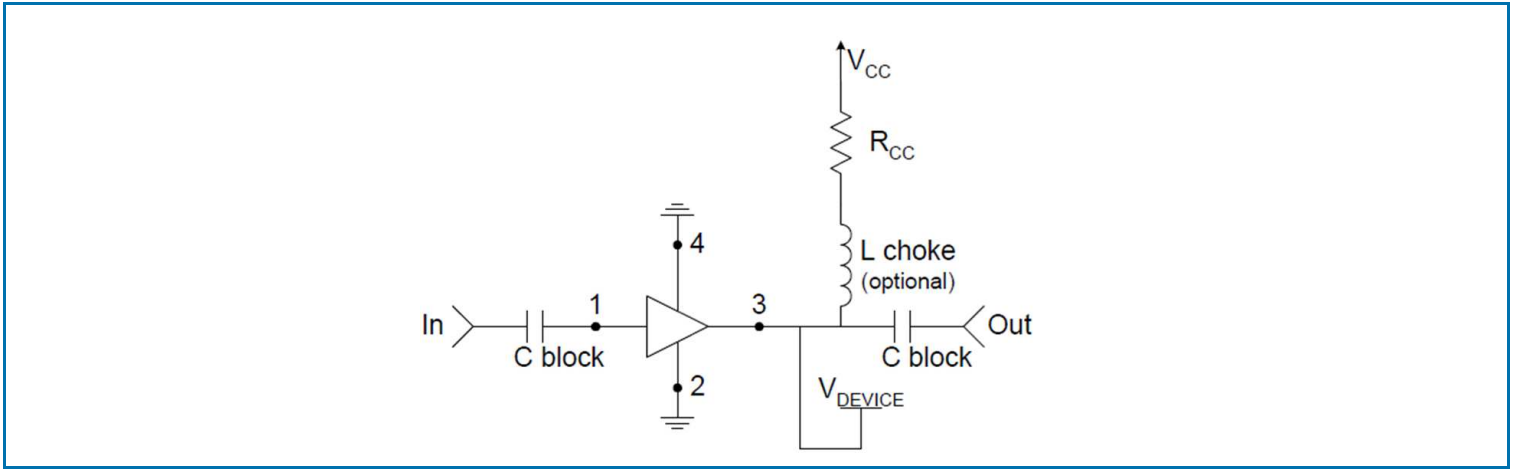 VCC
RCC
4
L choke
(optional)
In
1
3
Out
C block
C block
2
VDEVICE